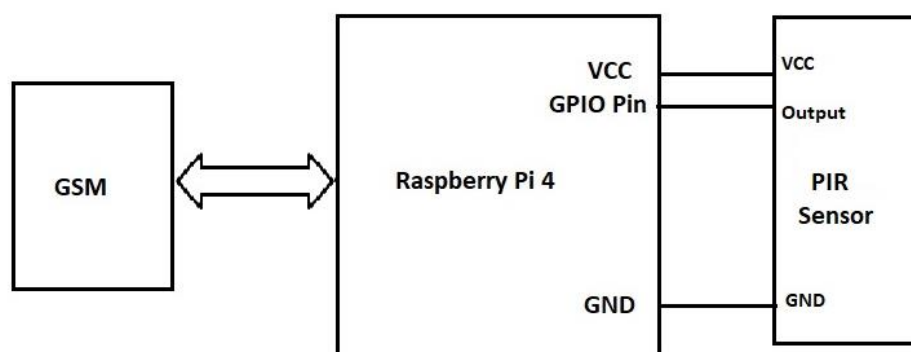 GSM
Raspberry Pi 4
VCC
GPIO Pin
GND
VCC
Output
PIR
Sensor
GND